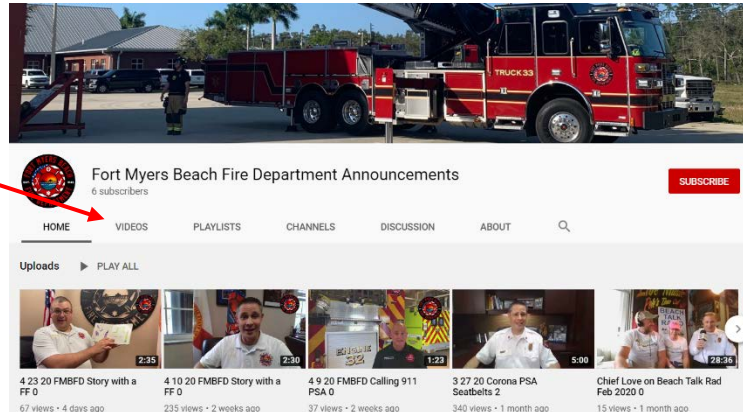 TRUCK 33
Fort Myers Beach Fire Department Announcements
6 subscribers
SUBSCRIBE
HOME VIDEOS PLAYLISTS CHANNELS DISCUSSION ABOUT
Uploads PLAY ALL
ENGINE
32
BEACH
TALK
2:35 2:30 1:23 5:00 28:36
4 23 20 FMBFD Story with a
FF 0
67 views • 4 days ago
4 10 20 FMBFD Story with a
FF 0
235 views • 2 weeks ago
4 9 20 FMBFD Calling 911
PSA 0
37 views • 2 weeks ago
3 27 20 Corona PSA
Seatbelts 2
340 views • 1 month ago
Chief Love on Beach Talk Rad
Feb 2020 0
15 views • 1 month ago